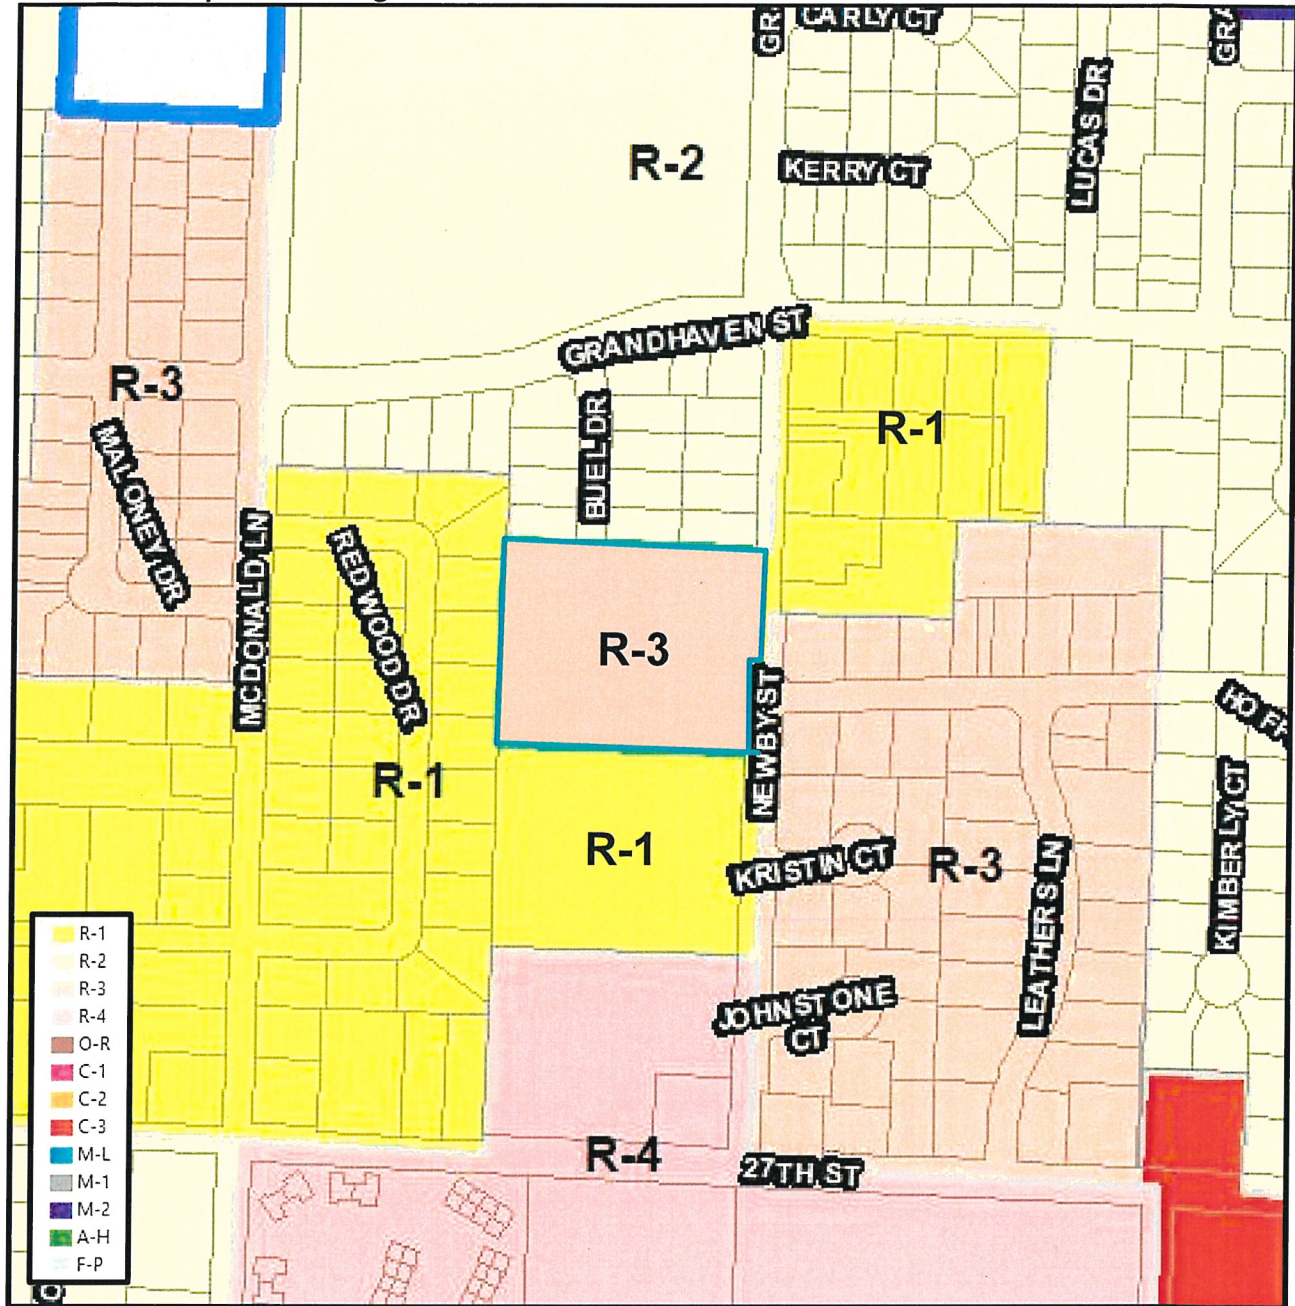 CARLY CT
LUCAS DR
R-2
KERRY CT
GRANDHAVEN ST
R-3
BUEL DR
R-1
MALONEY DR
MCDONALD LN
REDWOOD DR
R-3
NEWBY ST
R-1
R-1
KRISTIN CT
R-3
LEATHERS LN
KIMBERLY CT
JOHNSTONE
CT
R-4
27TH ST
R-1
R-2
R-3
R-4
O-R
C-1
C-2
C-3
M-L
M-1
M-2
A-H
F-P